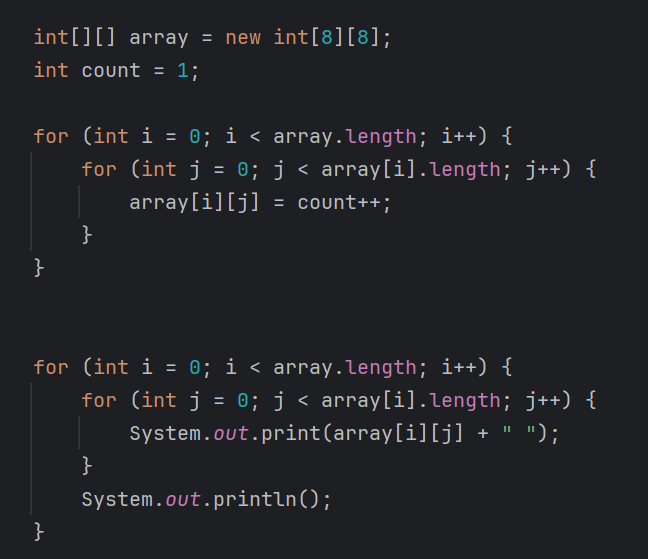 int[][] array = new int[8][8];
int count = 1;
for (int i = 0; i < array.length; i++) {
    for (int j = 0; j < array[i].length; j++) {
        array[i][j] = count++;
    }
}
for (int i = 0; i < array.length; i++) {
    for (int j = 0; j < array[i].length; j++) {
        System.out.print(array[i][j] + " ");
    }
    System.out.println();
}